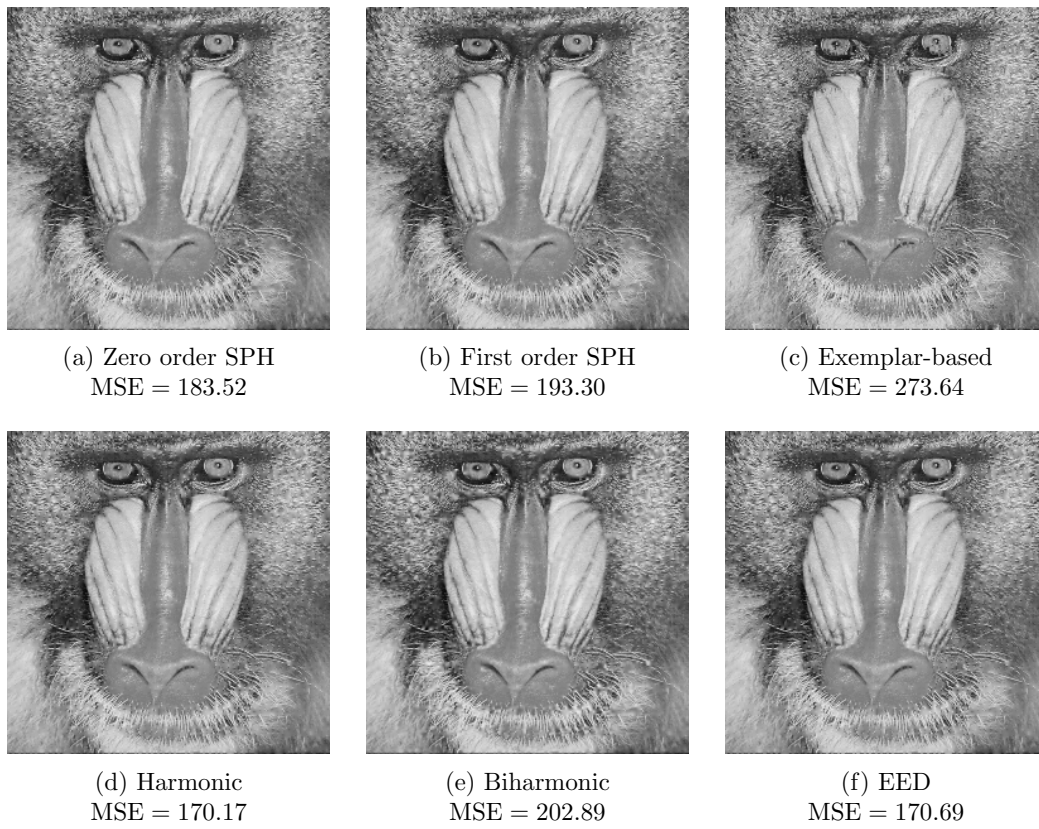 (a) Zero order SPH
MSE = 183.52
(b) First order SPH
MSE = 193.30
(c) Exemplar-based
MSE = 273.64
(d) Harmonic
MSE = 170.17
(e) Biharmonic
MSE = 202.89
(f) EED
MSE = 170.69